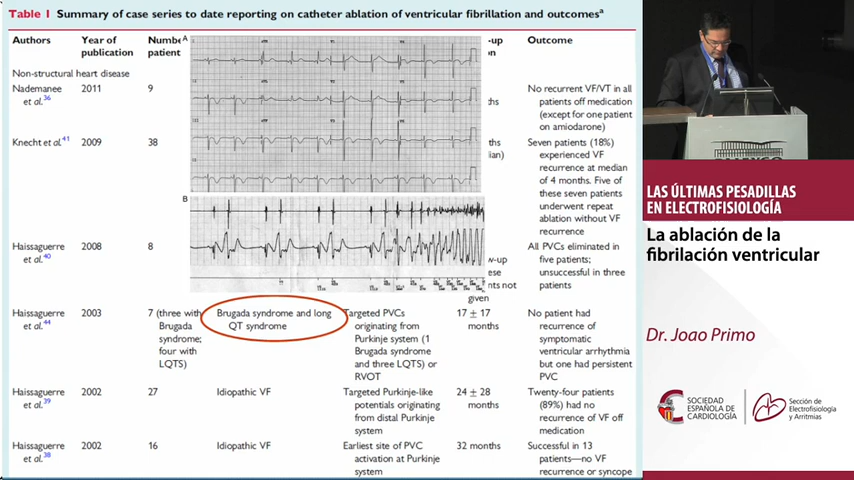 Table 1 Summary of case series to date reporting on catheter ablation of ventricular fibrillation and outcomesa
Authors Year of publication Number patient -up on Outcome
Non-structural heart disease
Nademanee et al.36 2011 9 No recurrent VF/VT in all patients off medication (except for one patient on amiodarone)
Knecht et al.41 2009 38 Seven patients (18%) experienced VF recurrence at median of 4 months. Five of these seven patients underwent repeat ablation without VF recurrence
Haissaguerre et al.40 2008 8 All PVCs eliminated in five patients; unsuccessful in three patients
given
Haissaguerre et al.44 2003 7 (three with Brugada syndrome; four with LQTS) Brugada syndrome and long QT syndrome Targeted PVCs originating from Purkinje system (1 Brugada syndrome and three LQTS) or RVOT 17 ± 17 months No patient had recurrence of symptomatic ventricular arrhythmia but one had persistent PVC
Haissaguerre et al.39 2002 27 Idiopathic VF Targeted Purkinje-like potentials originating from distal Purkinje system 24 ± 28 months Twenty-four patients (89%) had no recurrence of VF off medication
Haissaguerre et al.38 2002 16 Idiopathic VF Earliest site of PVC activation at Purkinje system 32 months Successful in 13 patients—no VF recurrence or syncope
A
B
LAS ÚLTIMAS PESADILLAS
EN ELECTROFISIOLOGÍA
La ablación de la
fibrilación ventricular
Dr. Joao Primo
SOCIEDAD
ESPAÑOLA DE
CARDIOLOGÍA
Sección de
Electrofisiología
y Arritmias